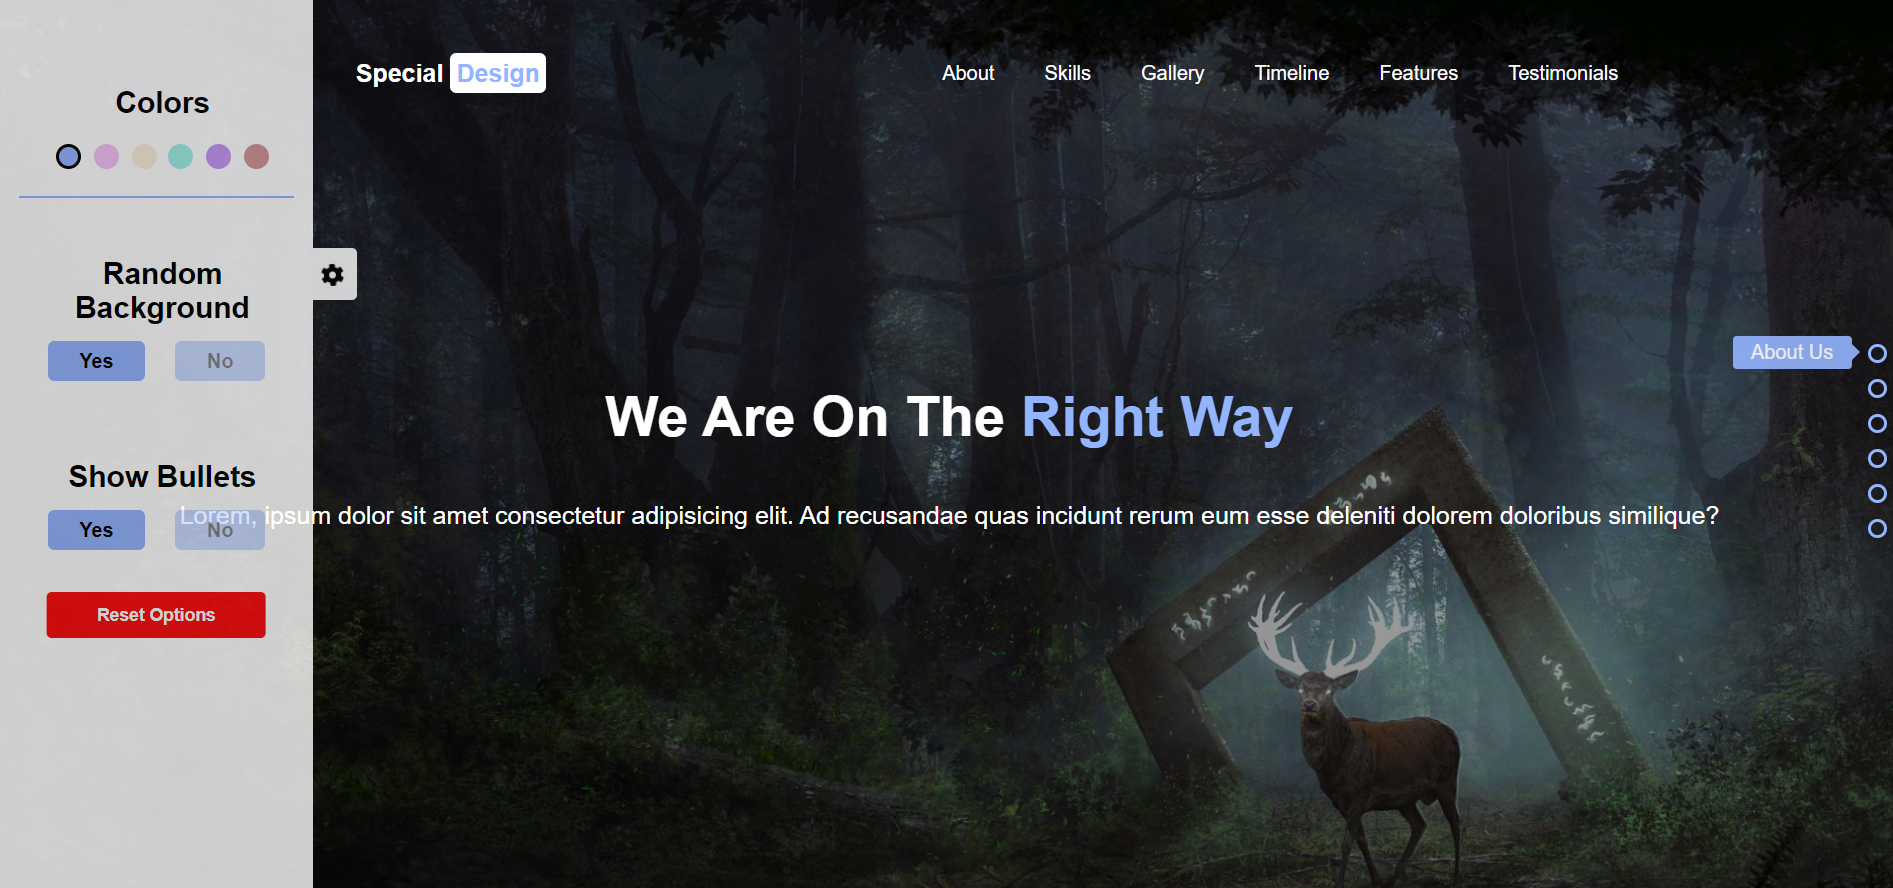 Special Design
About
Skills
Gallery
Timeline
Features
Testimonials
Colors
Random
Background
Yes
No
Show Bullets
Yes
No
Reset Options
We Are On The Right Way
Lorem, ipsum dolor sit amet consectetur adipisicing elit. Ad recusandae quas incidunt rerum eum esse deleniti dolorem doloribus similique?
About Us